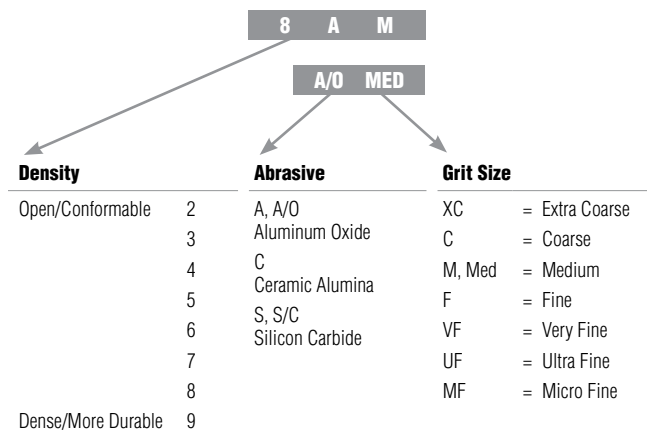 8 A M
A/O MED
Density
Open/Conformable 2
3
4
5
6
7
8
Dense/More Durable 9
Abrasive
A, A/O
Aluminum Oxide
C
Ceramic Alumina
S, S/C
Silicon Carbide
Grit Size
XC = Extra Coarse
C = Coarse
M, Med = Medium
F = Fine
VF = Very Fine
UF = Ultra Fine
MF = Micro Fine